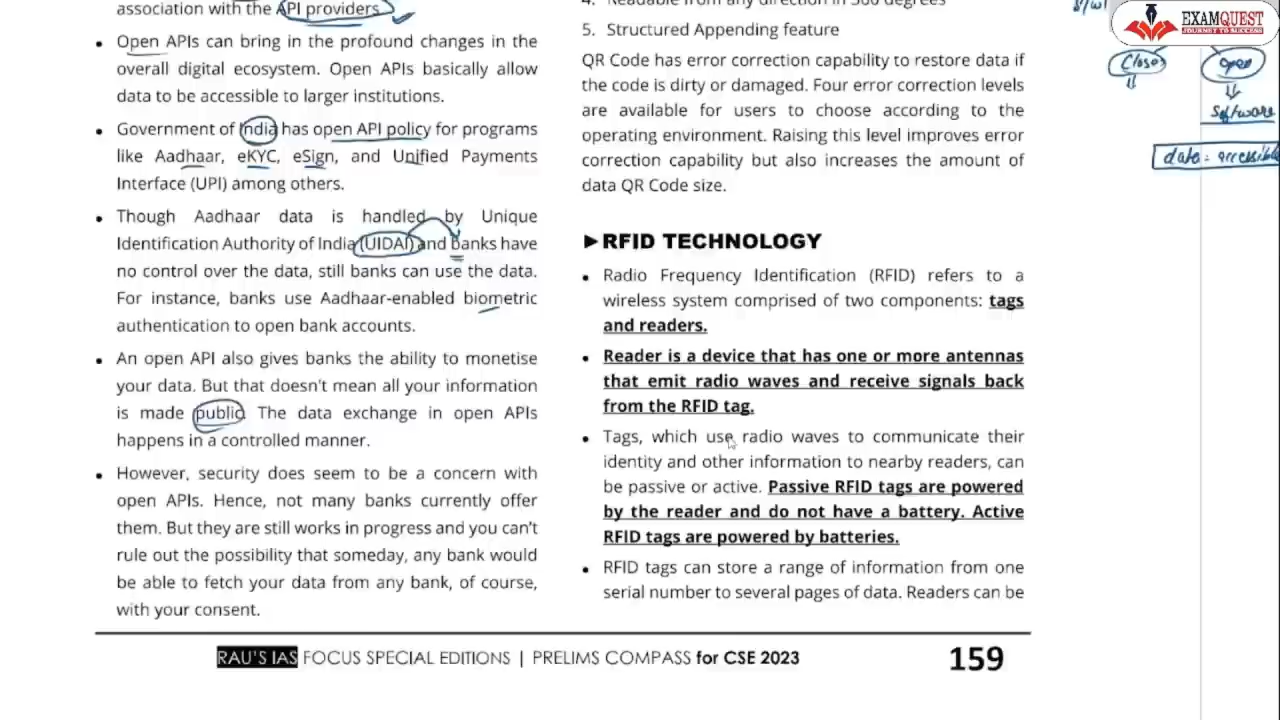 association with the API providers.
• Open APIs can bring in the profound changes in the
overall digital ecosystem. Open APIs basically allow
data to be accessible to larger institutions.
• Government of India has open API policy for programs
like Aadhaar, eKYC, eSign, and Unified Payments
Interface (UPI) among others.
• Though Aadhaar data is handled by Unique
Identification Authority of India (UIDAI) and banks have
no control over the data, still banks can use the data.
For instance, banks use Aadhaar-enabled biometric
authentication to open bank accounts.
• An open API also gives banks the ability to monetise
your data. But that doesn't mean all your information
is made public. The data exchange in open APIs
happens in a controlled manner.
• However, security does seem to be a concern with
open APIs. Hence, not many banks currently offer
them. But they are still works in progress and you can't
rule out the possibility that someday, any bank would
be able to fetch your data from any bank, of course,
with your consent.
4. Readable from any direction in 360 degrees
5. Structured Appending feature
QR Code has error correction capability to restore data if
the code is dirty or damaged. Four error correction levels
are available for users to choose according to the
operating environment. Raising this level improves error
correction capability but also increases the amount of
data QR Code size.
►RFID TECHNOLOGY
• Radio Frequency Identification (RFID) refers to a
wireless system comprised of two components: tags
and readers.
• Reader is a device that has one or more antennas
that emit radio waves and receive signals back
from the RFID tag.
• Tags, which use radio waves to communicate their
identity and other information to nearby readers, can
be passive or active. Passive RFID tags are powered
by the reader and do not have a battery. Active
RFID tags are powered by batteries.
• RFID tags can store a range of information from one
serial number to several pages of data. Readers can be
RAU'S IAS FOCUS SPECIAL EDITIONS | PRELIMS COMPASS for CSE 2023
159
EXAMQUEST
JOURNEY TO SUCCESS
Close
Open
Software
data = accessible